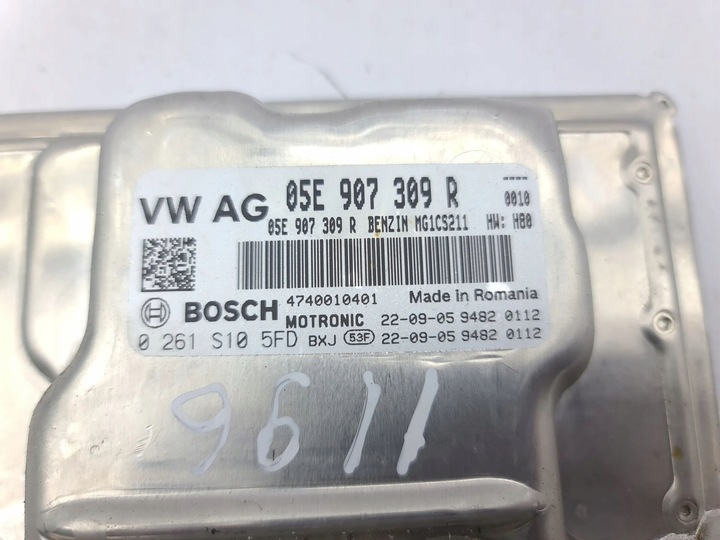 VW AG 05E 907 309 R ----
0010
05E 907 309 R BENZIN MG1CS211 HW: H80
BOSCH 4740010401 Made in Romania
MOTRONIC 22-09-05 9482 0112
0 261 S10 5FD BXJ 53F 22-09-05 9482 0112
9611